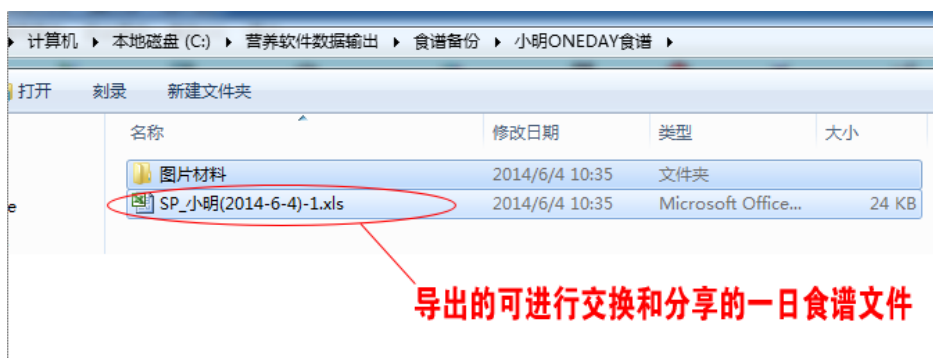 计算机 ▸ 本地磁盘 (C:) ▸ 营养软件数据输出 ▸ 食谱备份 ▸ 小明ONEDAY食谱 ▸
打开 刻录 新建文件夹
名称 修改日期 类型 大小
图片材料 2014/6/4 10:35 文件夹
e SP_小明(2014-6-4)-1.xls 2014/6/4 10:35 Microsoft Office... 24 KB
导出的可进行交换和分享的一日食谱文件